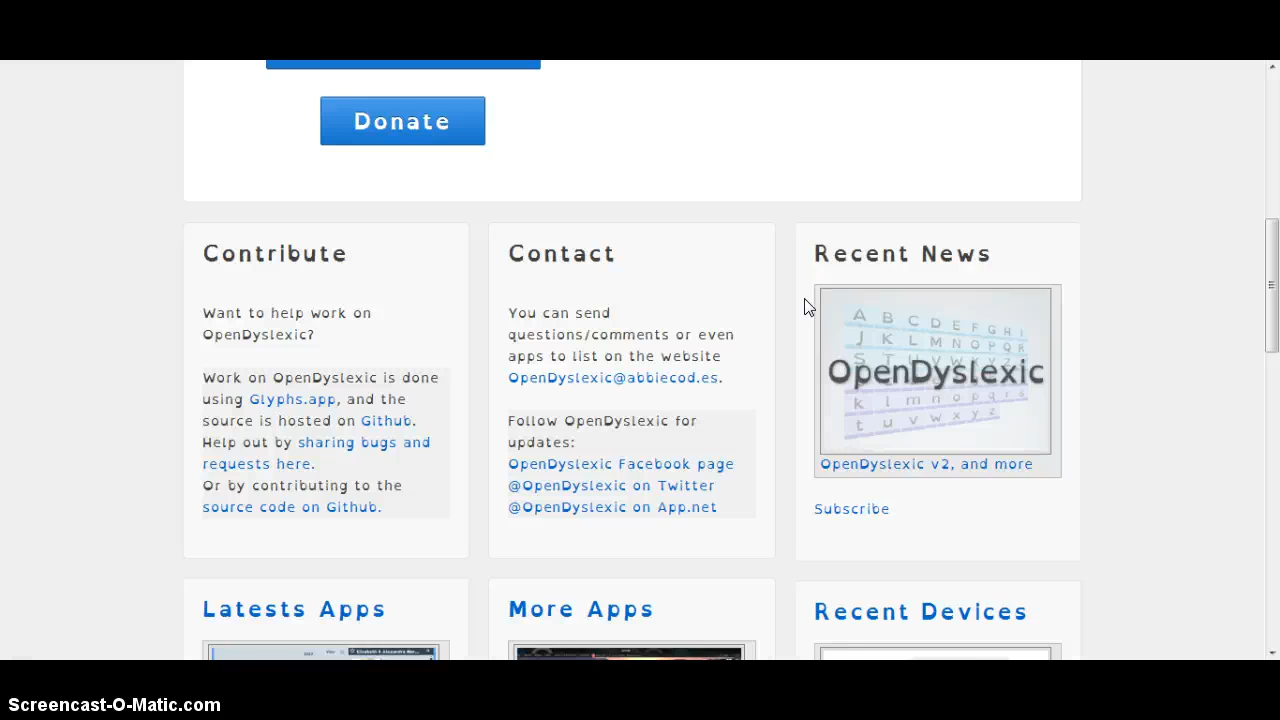 Donate
Contribute
Want to help work on
OpenDyslexic?
Work on OpenDyslexic is done
using Glyphs.app, and the
source is hosted on Github.
Help out by sharing bugs and
requests here.
Or by contributing to the
source code on Github.
Contact
You can send
questions/comments or even
apps to list on the website
OpenDyslexic@abbiecod.es.
Follow OpenDyslexic for
updates:
OpenDyslexic Facebook page
@OpenDyslexic on Twitter
@OpenDyslexic on App.net
Recent News
A B C D E F G H I
J K L M N O P Q R
OpenDyslexic
k l m n o p q r s
t u v w x y z
OpenDyslexic v2, and more
Subscribe
Latests Apps
More Apps
Recent Devices
Screencast-O-Matic.com